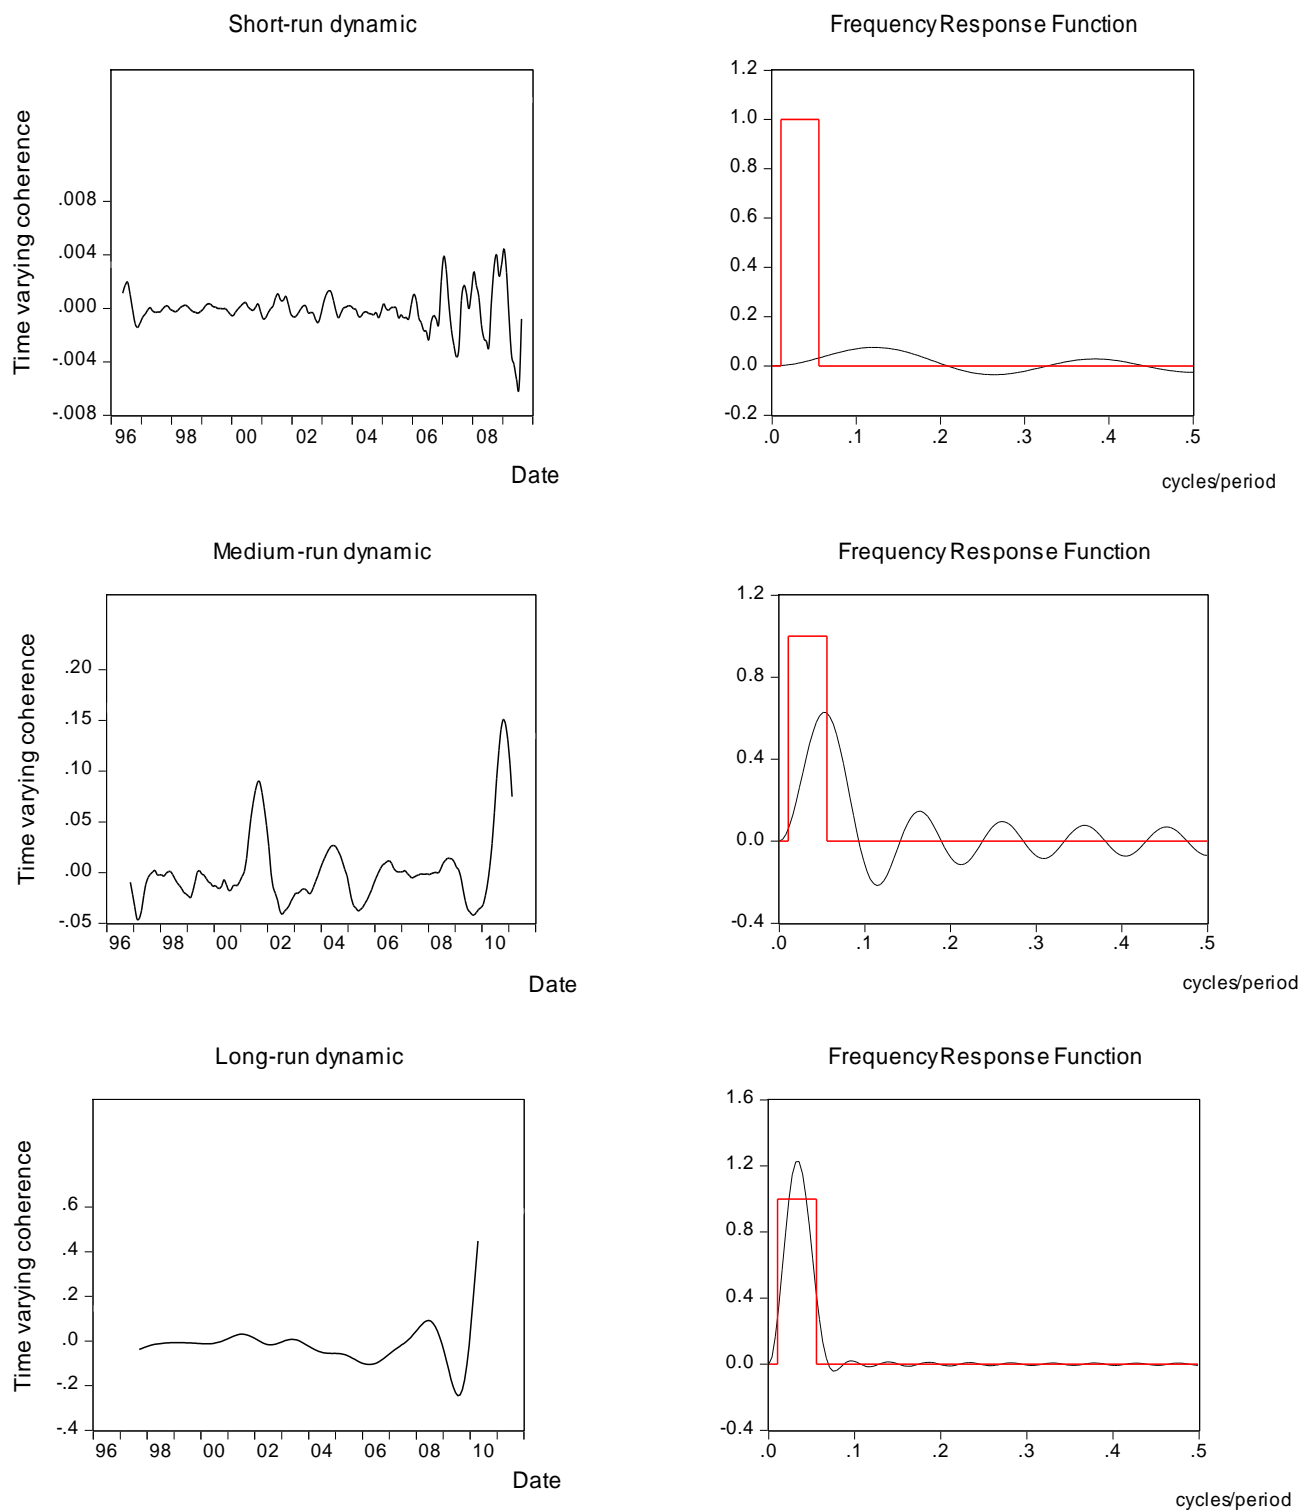 Short-run dynamic
Time varying coherence
.008
.004
.000
-.004
-.008
96 98 00 02 04 06 08
Date
Frequency Response Function
1.2
1.0
0.8
0.6
0.4
0.2
0.0
-0.2
.0 .1 .2 .3 .4 .5
cycles/period
Medium-run dynamic
Time varying coherence
.20
.15
.10
.05
.00
-.05
96 98 00 02 04 06 08 10
Date
Frequency Response Function
1.2
0.8
0.4
0.0
-0.4
.0 .1 .2 .3 .4 .5
cycles/period
Long-run dynamic
Time varying coherence
.6
.4
.2
.0
-.2
-.4
96 98 00 02 04 06 08 10
Date
Frequency Response Function
1.6
1.2
0.8
0.4
0.0
-0.4
.0 .1 .2 .3 .4 .5
cycles/period